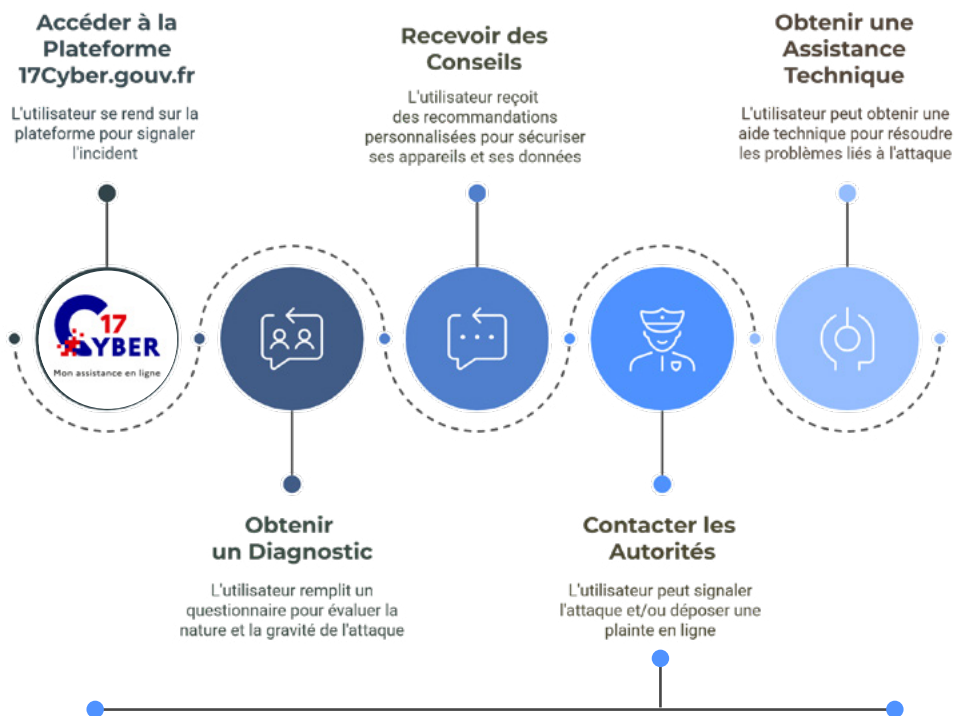 Accéder à la
Plateforme
17Cyber.gouv.fr
L'utilisateur se rend sur la
plateforme pour signaler
l'incident
17
CYBER
Mon assistance en ligne
Obtenir
un Diagnostic
L'utilisateur remplit un
questionnaire pour évaluer la
nature et la gravité de l'attaque
Recevoir des
Conseils
L'utilisateur reçoit
des recommandations
personnalisées pour sécuriser
ses appareils et ses données
Contacter les
Autorités
L'utilisateur peut signaler
l'attaque et/ou déposer une
plainte en ligne
Obtenir une
Assistance
Technique
L'utilisateur peut obtenir une
aide technique pour résoudre
les problèmes liés à l'attaque